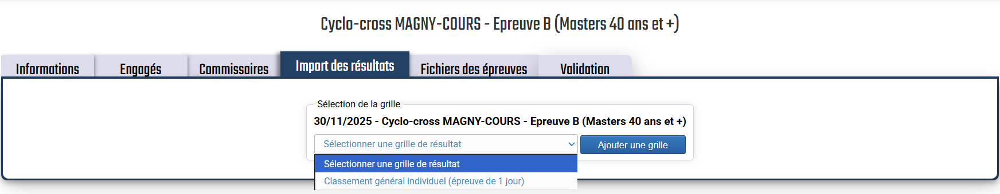 Cyclo-cross MAGNY-COURS - Epreuve B (Masters 40 ans et +)
Informations Engagés Commissaires Import des résultats Fichiers des épreuves Validation
Sélection de la grille
30/11/2025 - Cyclo-cross MAGNY-COURS - Epreuve B (Masters 40 ans et +)
Sélectionner une grille de résultat Ajouter une grille
Sélectionner une grille de résultat
Classement général individuel (épreuve de 1 jour)